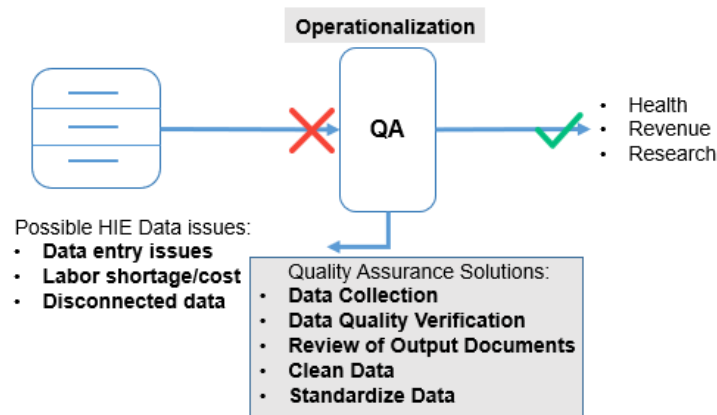 Operationalization
QA
• Health
• Revenue
• Research
Possible HIE Data issues:
• Data entry issues
• Labor shortage/cost
• Disconnected data
Quality Assurance Solutions:
• Data Collection
• Data Quality Verification
• Review of Output Documents
• Clean Data
• Standardize Data